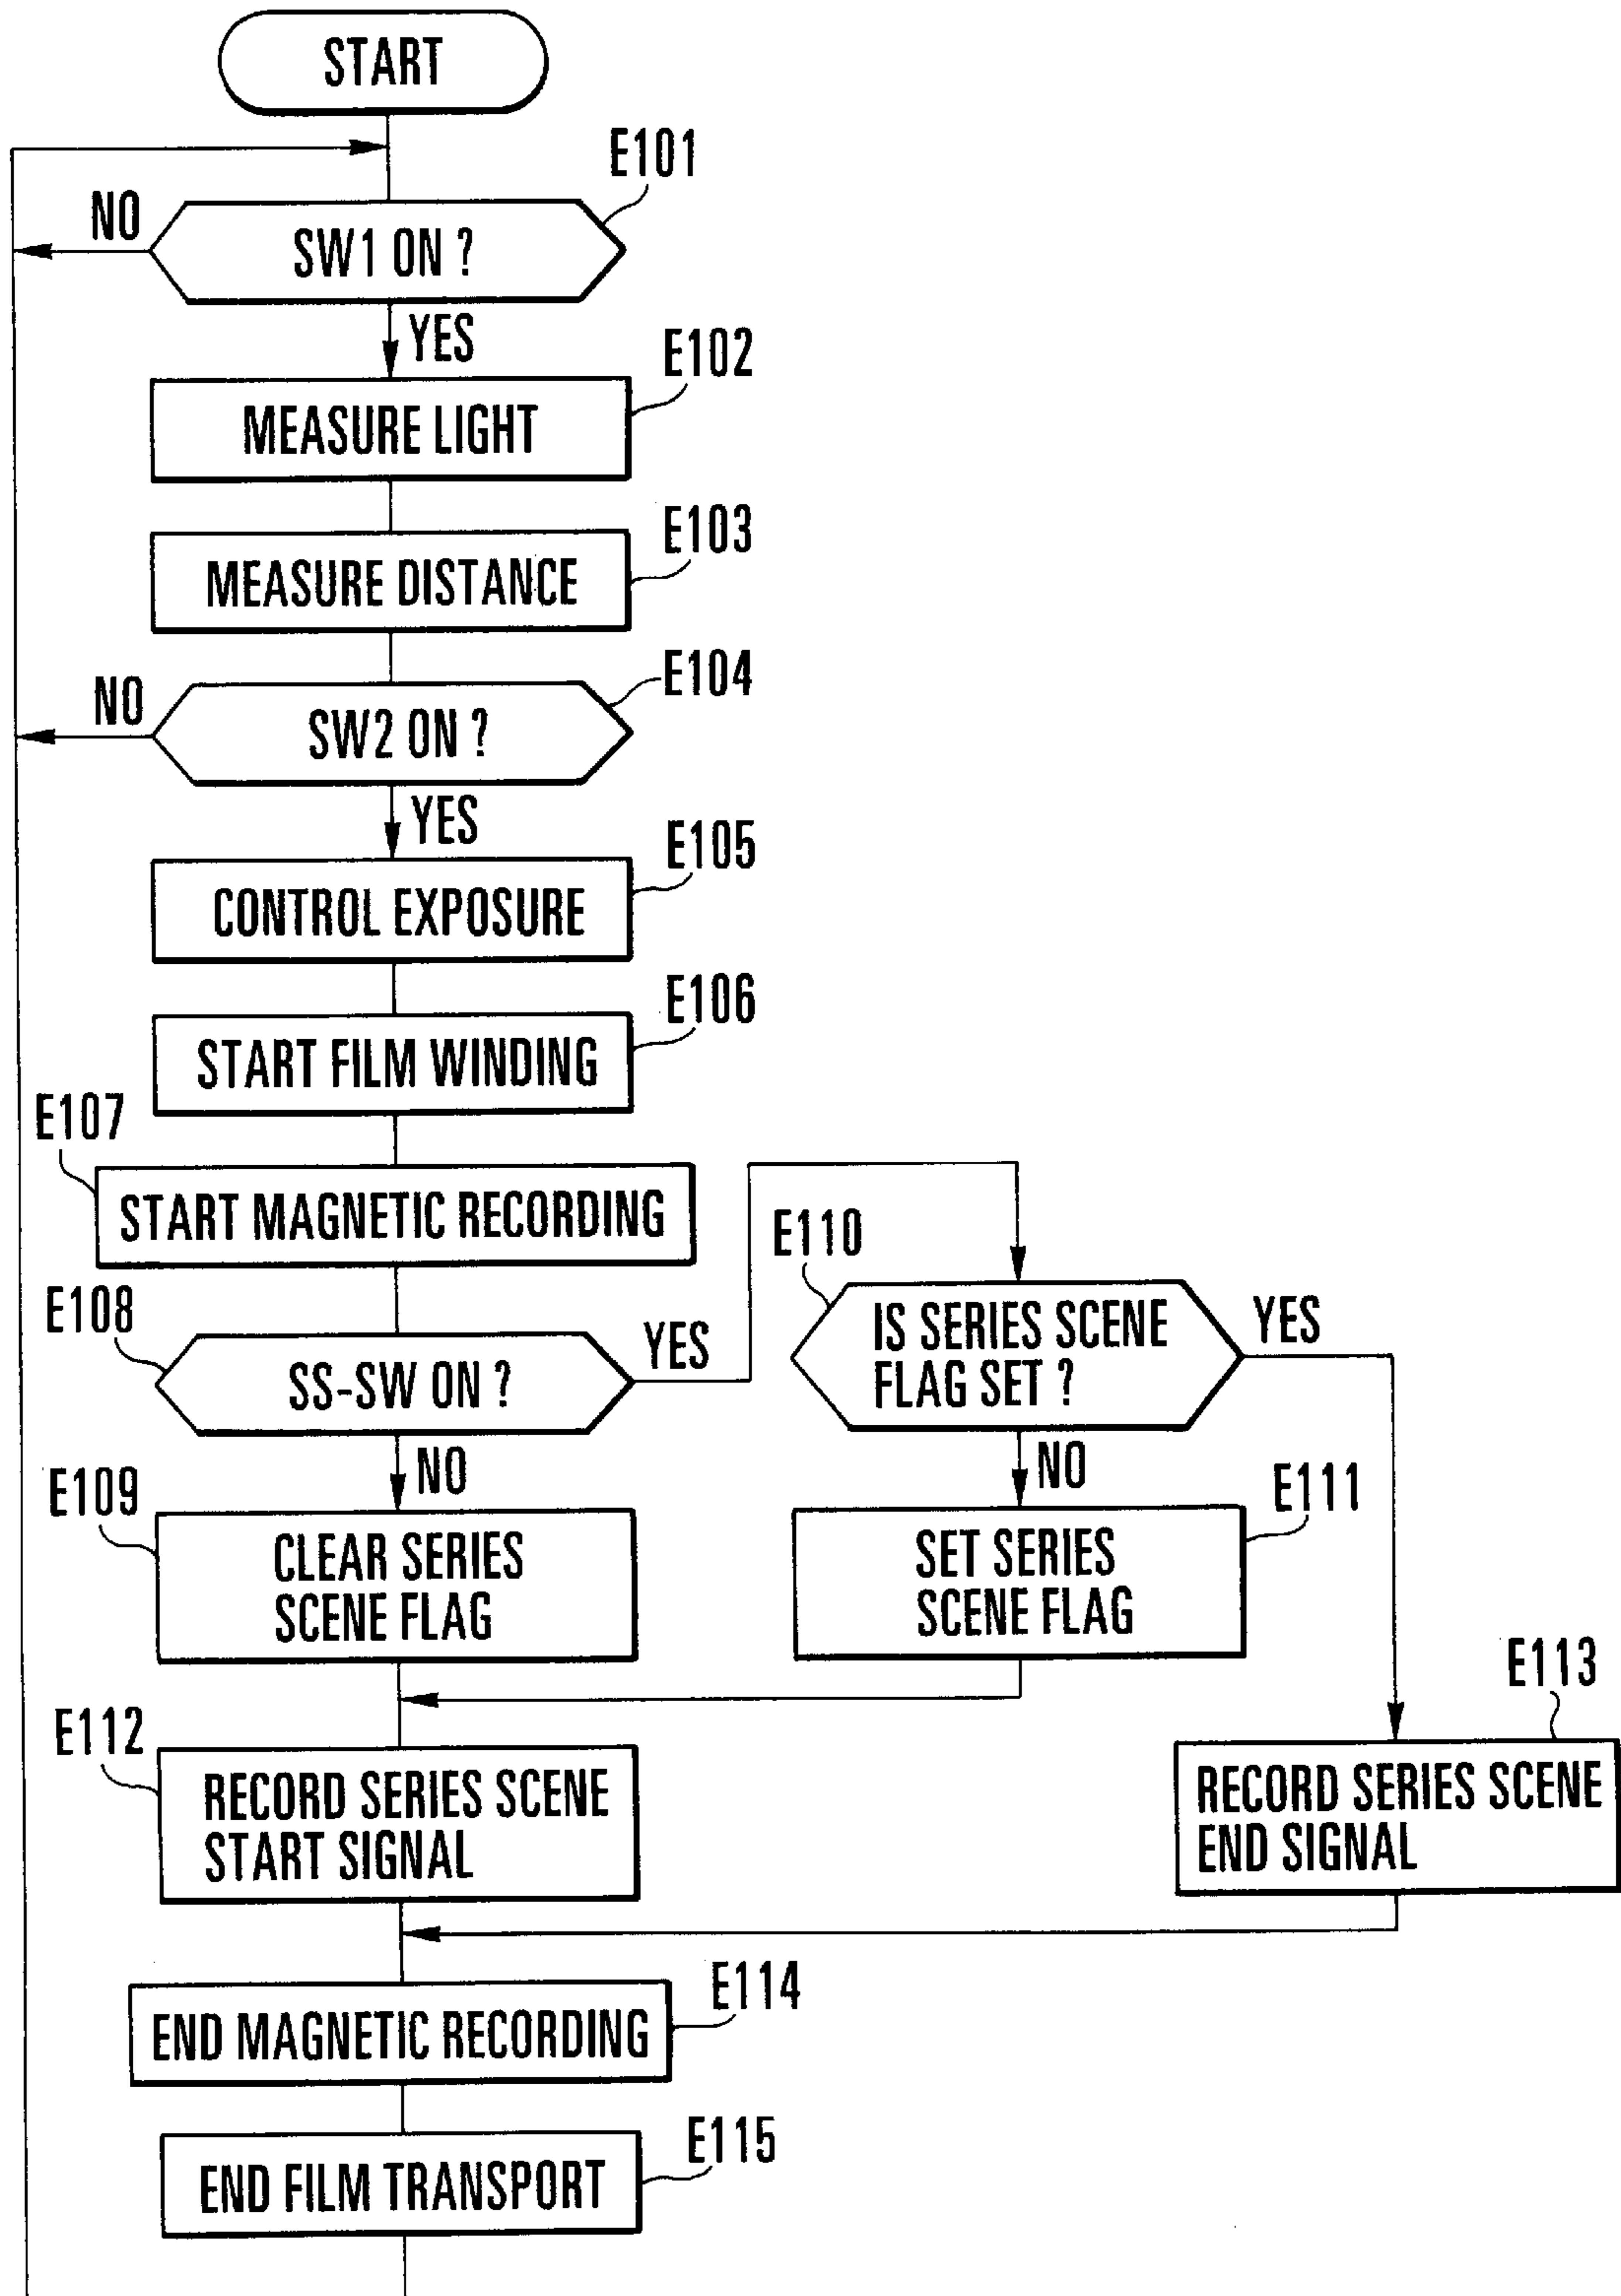 START
E101
NO
SW1 ON ?
YES
E102
MEASURE LIGHT
E103
MEASURE DISTANCE
E104
NO
SW2 ON ?
YES
E105
CONTROL EXPOSURE
E106
START FILM WINDING
E107
START MAGNETIC RECORDING
E108
SS-SW ON ?
YES
E110
IS SERIES SCENE
FLAG SET ?
YES
NO
NO
E109
CLEAR SERIES
SCENE FLAG
E111
SET SERIES
SCENE FLAG
E112
RECORD SERIES SCENE
START SIGNAL
E113
RECORD SERIES SCENE
END SIGNAL
E114
END MAGNETIC RECORDING
E115
END FILM TRANSPORT